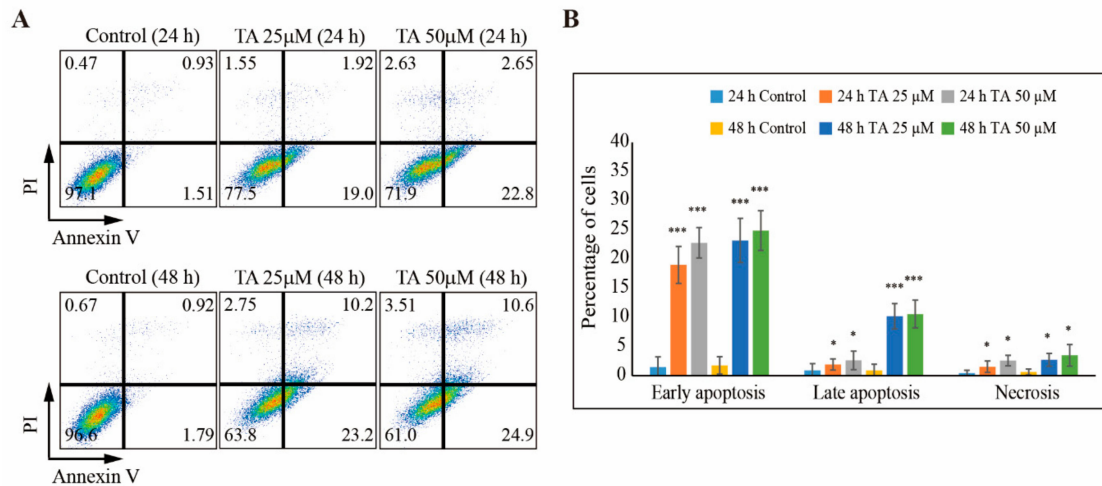 A
Control (24 h) TA 25µM (24 h) TA 50µM (24 h)
0.47 0.93 1.55 1.92 2.63 2.65
97.1 1.51 77.5 19.0 71.9 22.8
PI
Annexin V
Control (48 h) TA 25µM (48 h) TA 50µM (48 h)
0.67 0.92 2.75 10.2 3.51 10.6
96.6 1.79 63.8 23.2 61.0 24.9
PI
Annexin V
B
24 h Control 24 h TA 25 µM 24 h TA 50 µM
48 h Control 48 h TA 25 µM 48 h TA 50 µM
Percentage of cells
40
35
30
25
20
15
10
5
0
*** *** *** ***
* * *** ***
* * * *
Early apoptosis Late apoptosis Necrosis